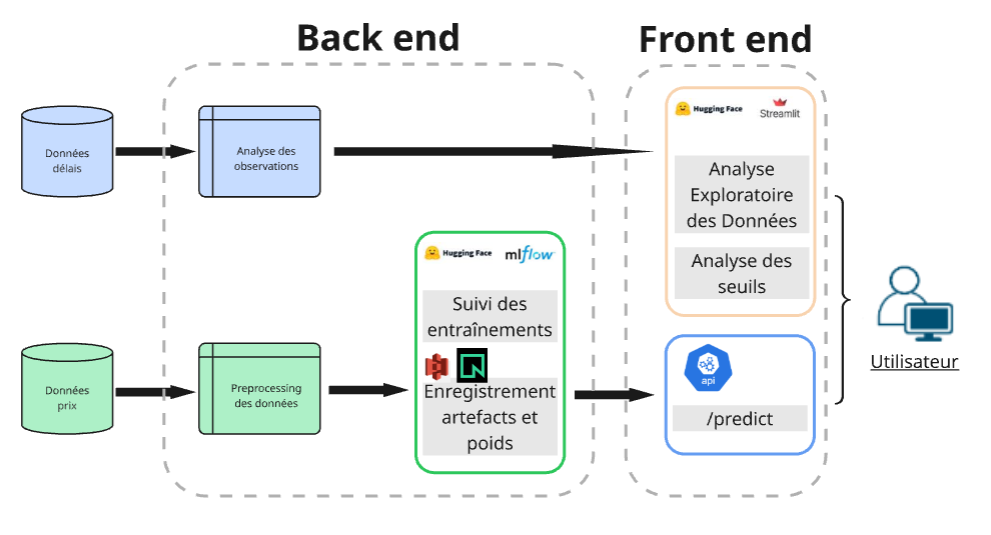 Back end
Front end
Données
délais
Analyse des
observations
Hugging Face
Streamlit
Analyse
Exploratoire
des Données
Analyse des
seuils
Hugging Face
mlflow
Suivi des
entraînements
Enregistrement
artefacts et
poids
Données
prix
Preprocessing
des données
api
/predict
Utilisateur